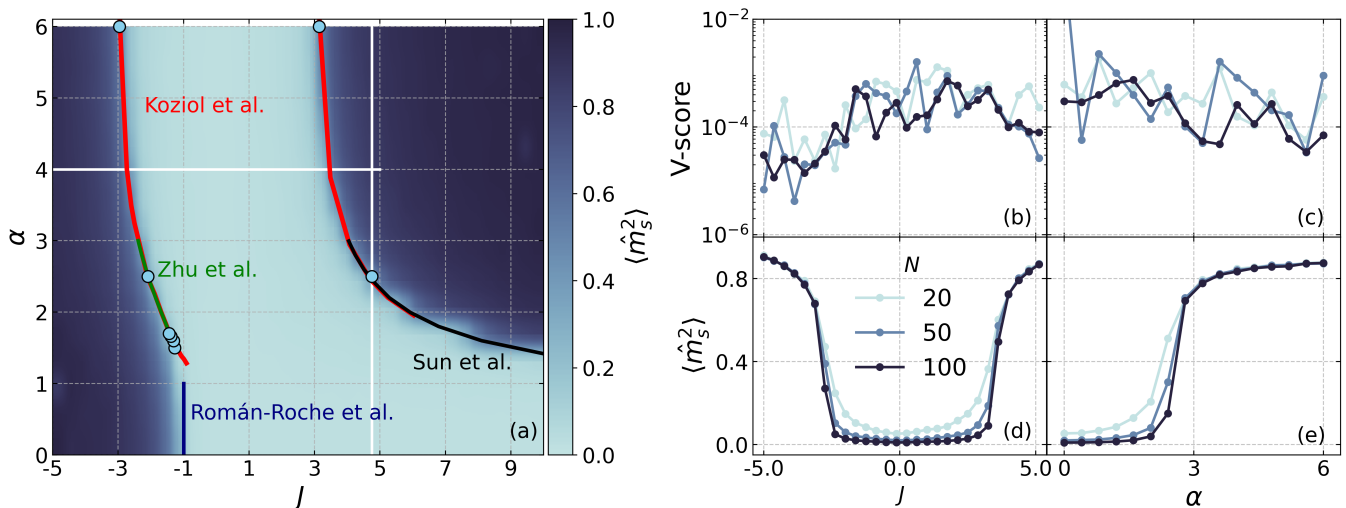 6
5
4
3
2
1
0
α
-5
-3
-1
1
3
5
7
9
J
Koziol et al.
Zhu et al.
Sun et al.
Román-Roche et al.
(a)
1.0
0.8
0.6
0.4
0.2
0.0
⟨m̂ₛ²⟩
V-score
10⁻²
10⁻⁴
10⁻⁶
(b)
(c)
⟨m̂ₛ²⟩
0.8
0.4
0.0
N
20
50
100
(d)
(e)
-5.0
0.0
5.0
J
0
3
6
α